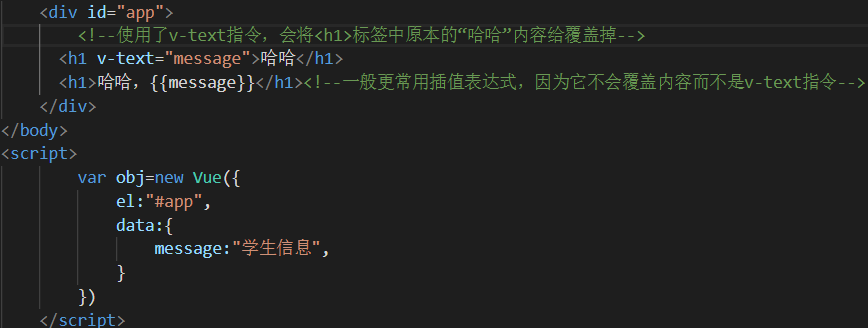 <div id="app">
<!--使用了v-text指令，会将<h1>标签中原本的“哈哈”内容给覆盖掉-->
<h1 v-text="message">哈哈</h1>
<h1>哈哈，{{message}}</h1><!--一般更常用插值表达式，因为它不会覆盖内容而不是v-text指令-->
</div>
</body>
<script>
var obj=new Vue({
el:"#app",
data:{
message:"学生信息",
}
})
</script>